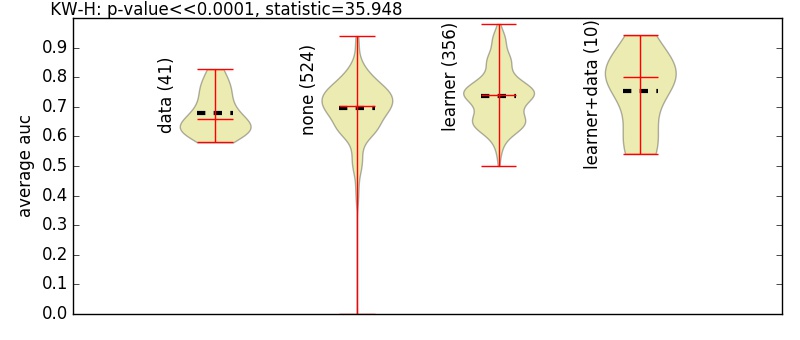 KW-H: p-value<<0.0001, statistic=35.948
average auc
0.9
0.8
0.7
0.6
0.5
0.4
0.3
0.2
0.1
0.0
data (41)
none (524)
learner (356)
learner+data (10)